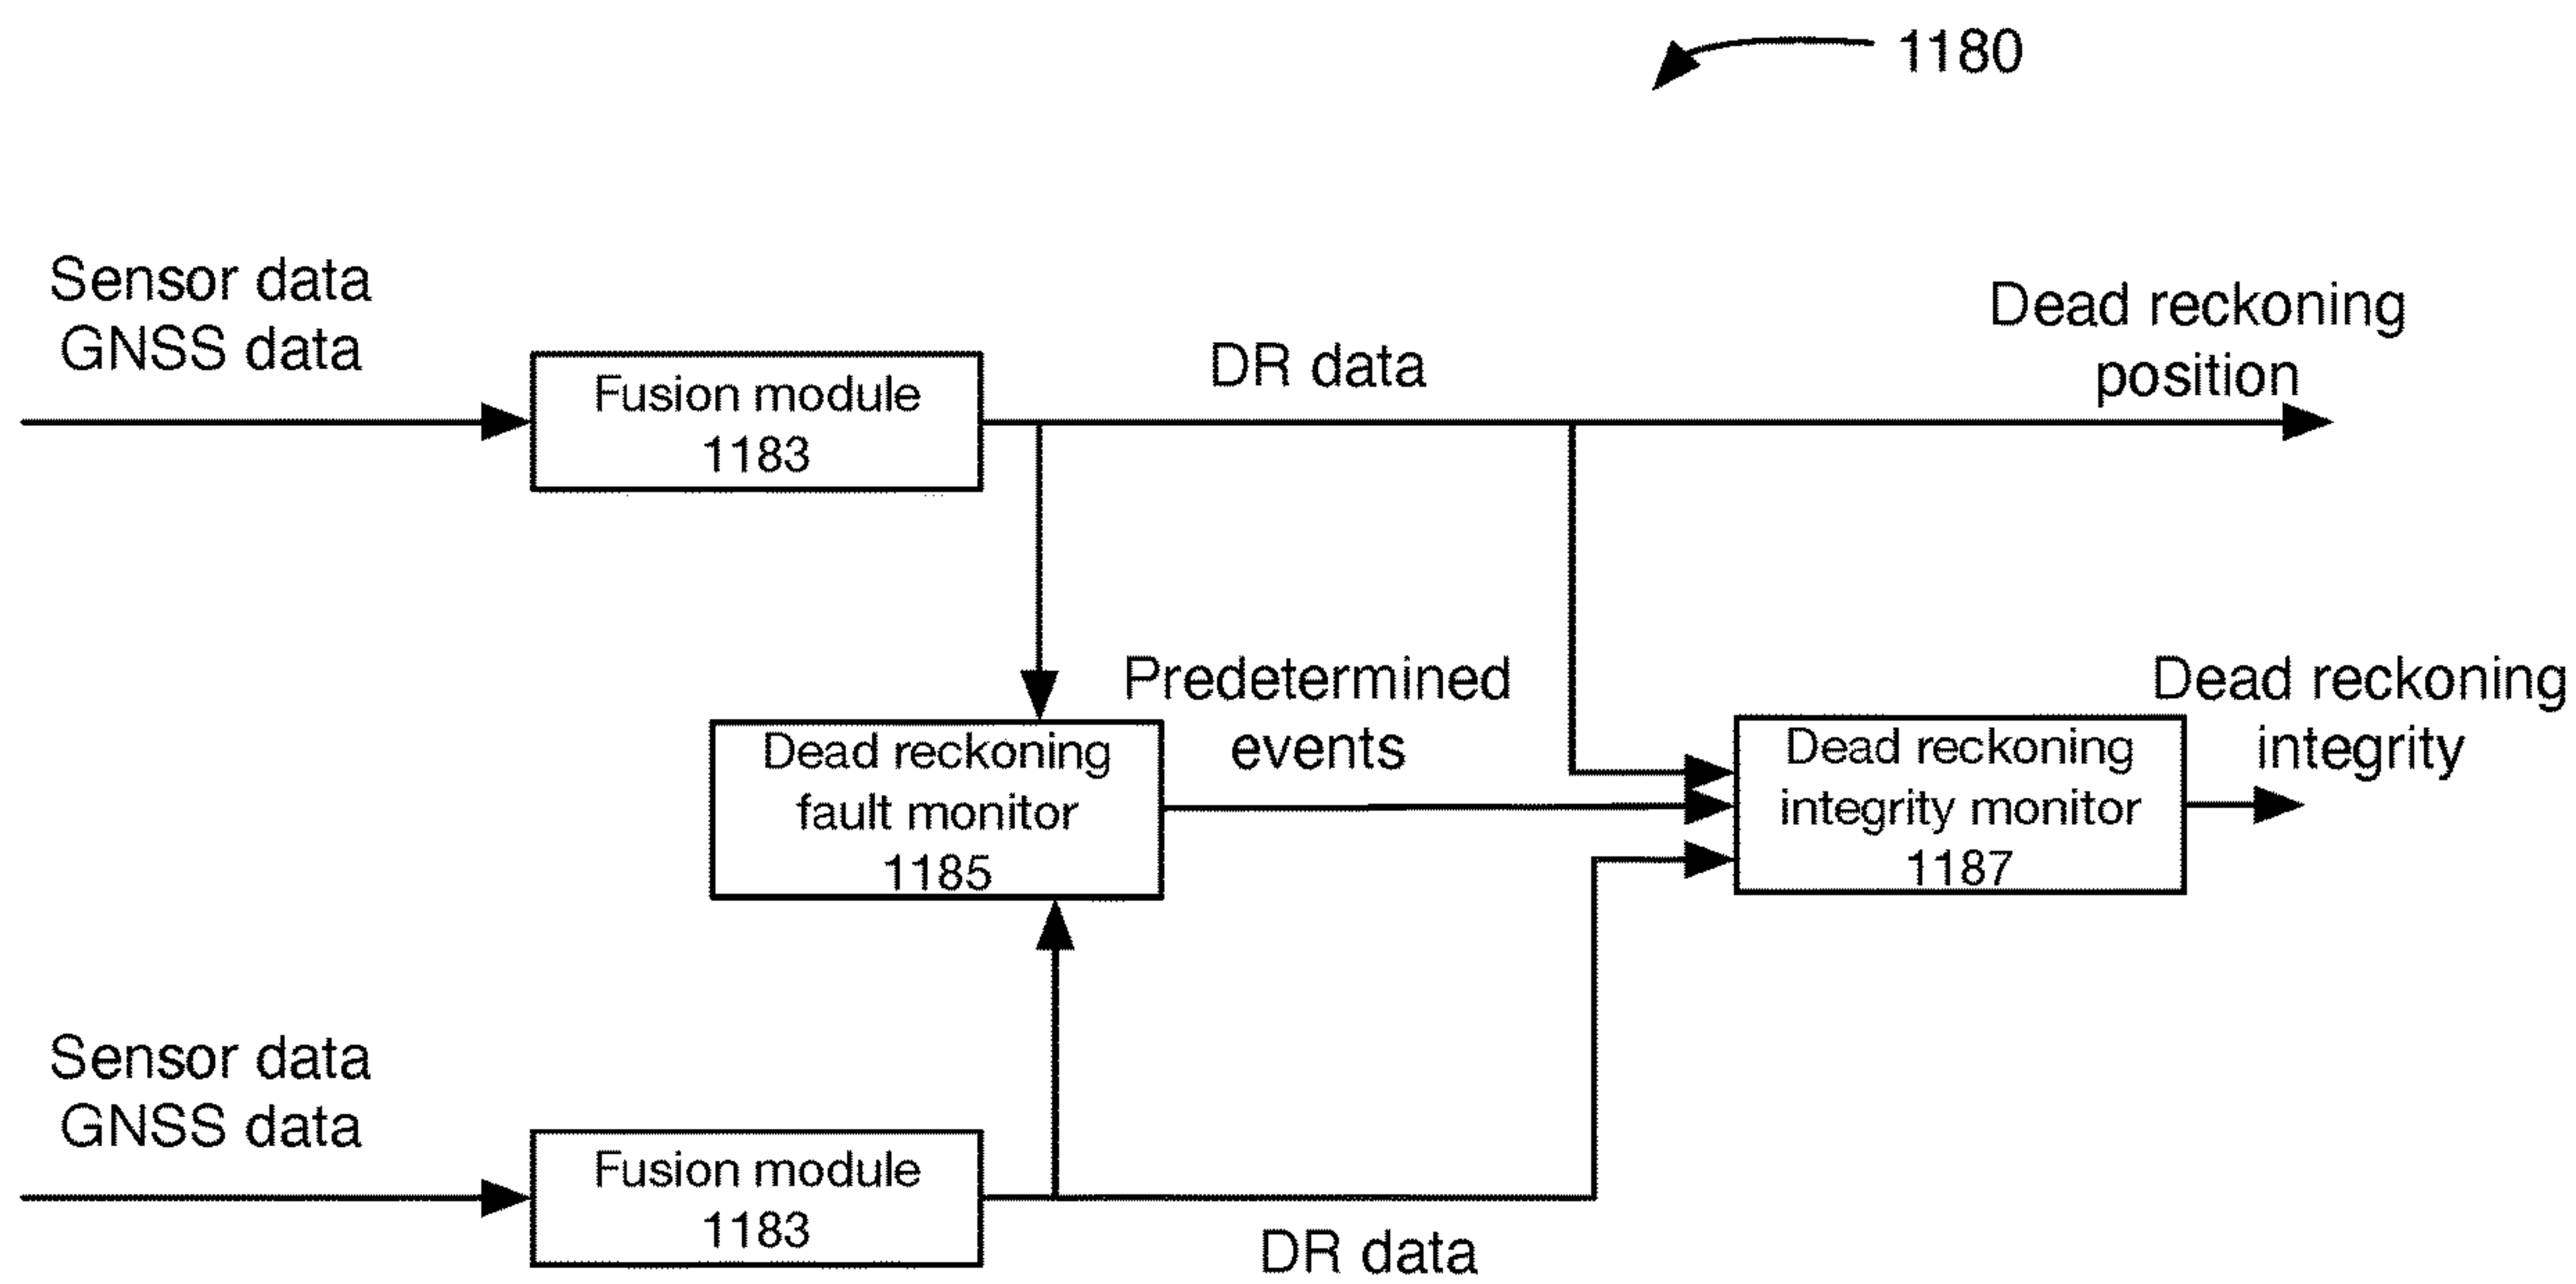 1180
Sensor data
GNSS data
Fusion module
1183
DR data
Dead reckoning
position
Predetermined
events
Dead reckoning
fault monitor
1185
Dead reckoning
integrity monitor
1187
Dead reckoning
integrity
Sensor data
GNSS data
Fusion module
1183
DR data